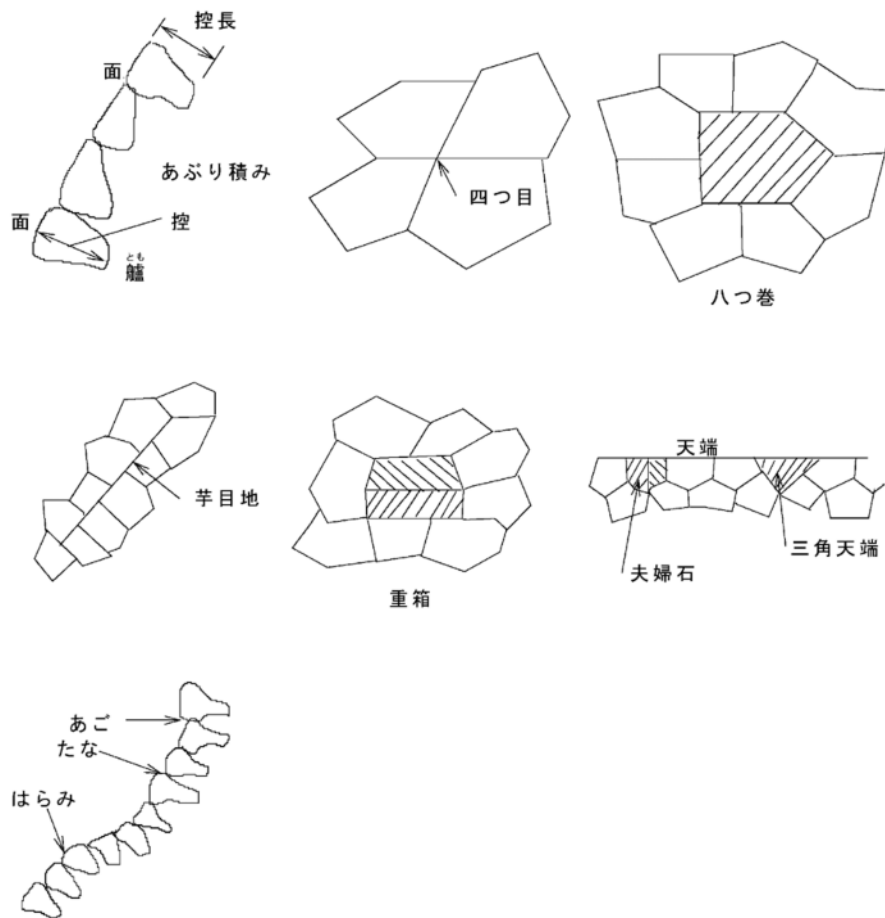 控長
面
あぶり積み
面
控
とも
艫
四つ目
八つ巻
芋目地
重箱
天端
夫婦石
三角天端
あご
たな
はらみ